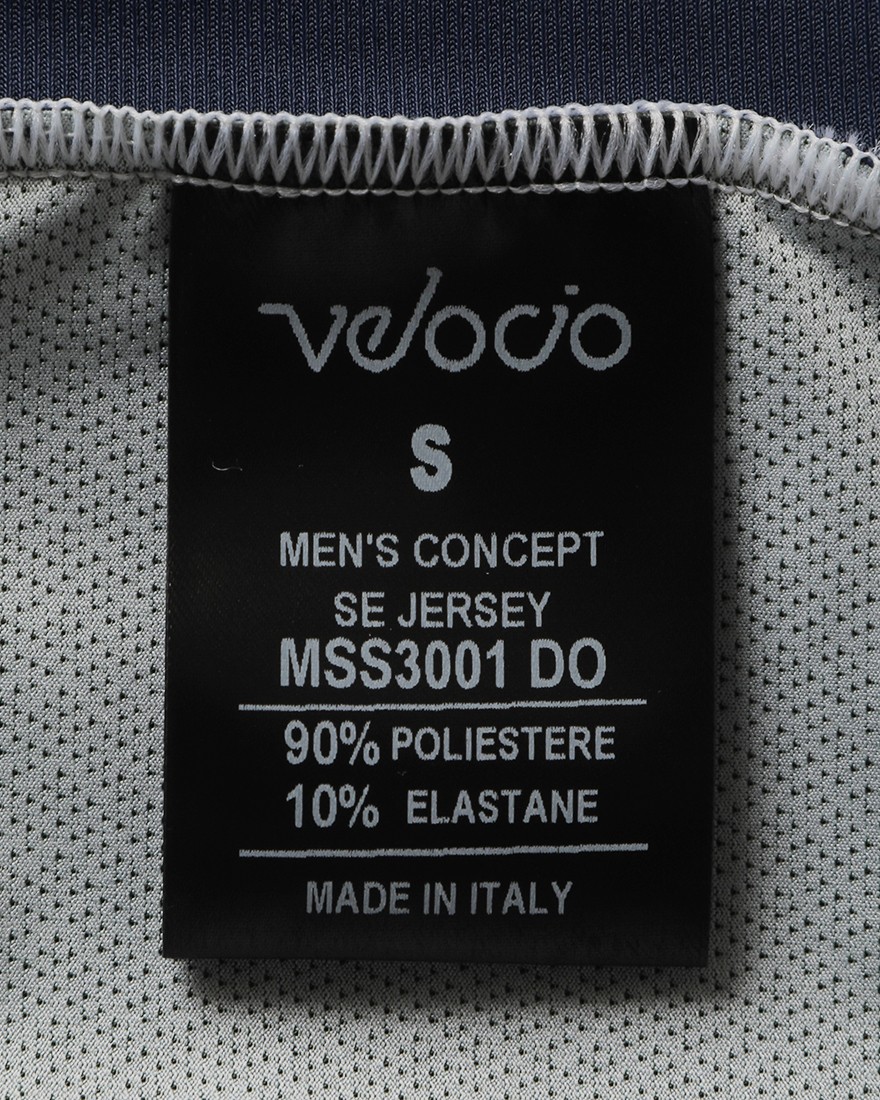 velocio
S
MEN'S CONCEPT
SE JERSEY
MSS3001 DO
90% POLIESTERE
10% ELASTANE
MADE IN ITALY